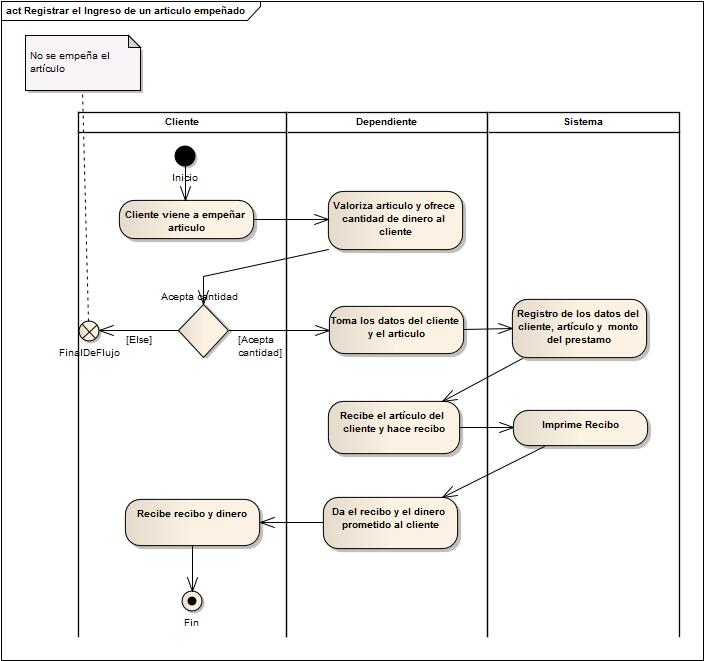 act Registrar el Ingreso de un articulo empeñado
No se empeña el
artículo
Cliente
Dependiente
Sistema
Inicio
Cliente viene a empeñar
articulo
Valoriza articulo y ofrece
cantidad de dinero al
cliente
Acepta cantidad
[Else]
[Acepta
cantidad]
FinalDeFlujo
Toma los datos del cliente
y el articulo
Registro de los datos del
cliente, artículo y monto
del prestamo
Recibe el artículo del
cliente y hace recibo
Imprime Recibo
Da el recibo y el dinero
prometido al cliente
Recibe recibo y dinero
Fin